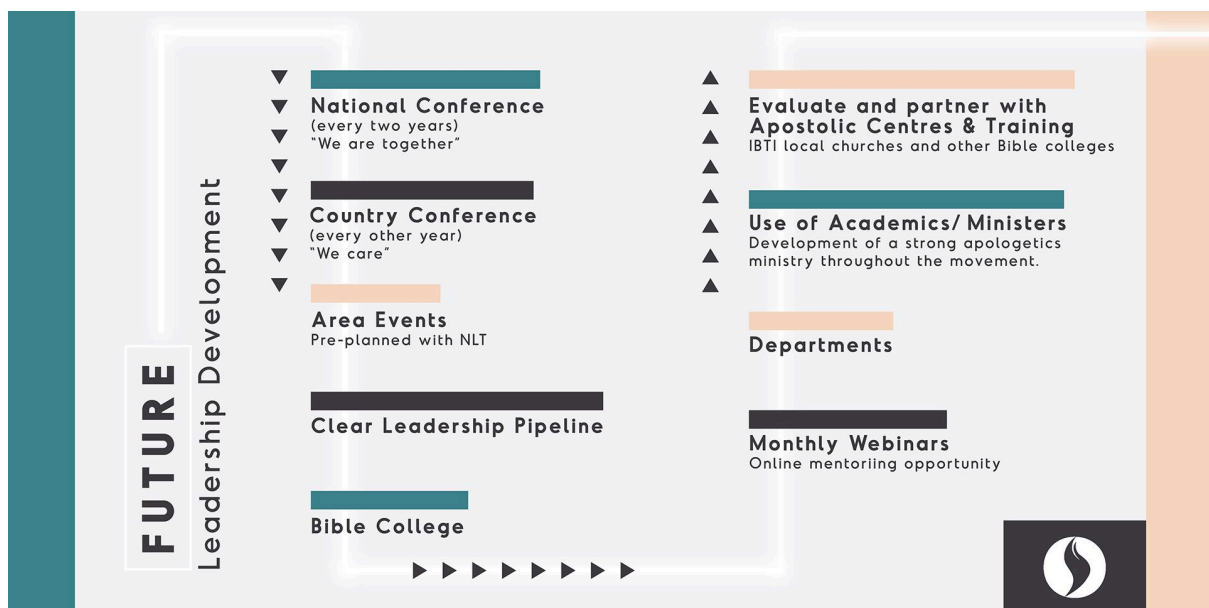 FUTURE
Leadership Development
National Conference
(every two years)
"We are together"
Country Conference
(every other year)
"We care"
Area Events
Pre-planned with NLT
Clear Leadership Pipeline
Bible College
Evaluate and partner with
Apostolic Centres & Training
IBTI local churches and other Bible colleges
Use of Academics/ Ministers
Development of a strong apologetics
ministry throughout the movement.
Departments
Monthly Webinars
Online mentoriing opportunity